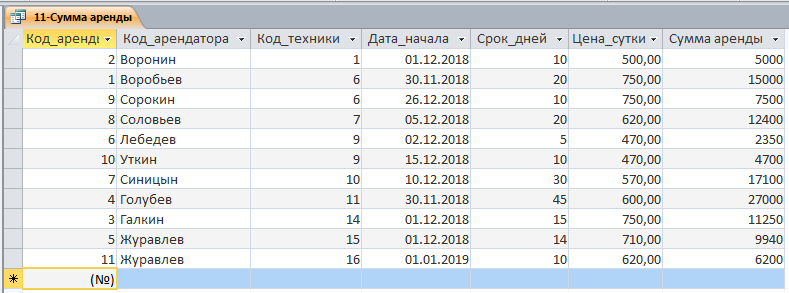 11-Сумма аренды
Код_аренды Код_арендатора Код_техники Дата_начала Срок_дней Цена_сутки Сумма аренды
2 Воронин 1 01.12.2018 10 500,00 5000
1 Воробьев 6 30.11.2018 20 750,00 15000
9 Сорокин 6 26.12.2018 10 750,00 7500
8 Соловьев 7 05.12.2018 20 620,00 12400
6 Лебедев 9 02.12.2018 5 470,00 2350
10 Уткин 9 15.12.2018 10 470,00 4700
7 Синицын 10 10.12.2018 30 570,00 17100
4 Голубев 11 30.11.2018 45 600,00 27000
3 Галкин 14 01.12.2018 15 750,00 11250
5 Журавлев 15 01.12.2018 14 710,00 9940
11 Журавлев 16 01.01.2019 10 620,00 6200
(№)